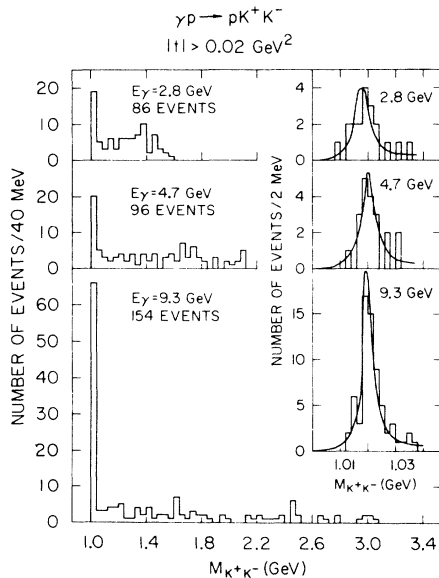 γp → pK⁺K⁻
|t| > 0.02 GeV²
NUMBER OF EVENTS/40 MeV
20
10
0
Eγ=2.8 GeV
86 EVENTS
20
10
0
Eγ=4.7 GeV
96 EVENTS
60
50
40
30
20
10
0
Eγ=9.3 GeV
154 EVENTS
1.0 1.4 1.8 2.2 2.6 3.0 3.4
M_K⁺K⁻ (GeV)
NUMBER OF EVENTS/2 MeV
4
2
0
2.8 GeV
4
2
0
4.7 GeV
15
10
5
0
9.3 GeV
1.01 1.03
M_K⁺K⁻ (GeV)